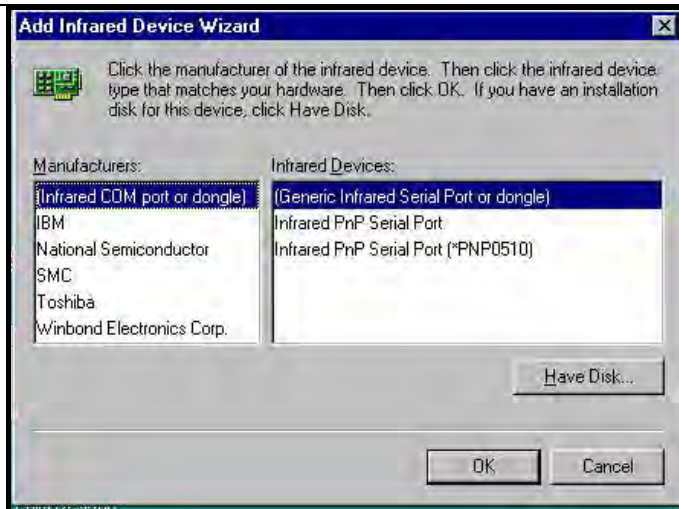 Add Infrared Device Wizard
Click the manufacturer of the infrared device. Then click the infrared device
type that matches your hardware. Then click OK. If you have an installation
disk for this device, click Have Disk.
Manufacturers:
Infrared Devices:
(Infrared COM port or dongle)
IBM
National Semiconductor
SMC
Toshiba
Winbond Electronics Corp.
(Generic Infrared Serial Port or dongle)
Infrared PnP Serial Port
Infrared PnP Serial Port (*PNP0510)
Have Disk...
OK
Cancel